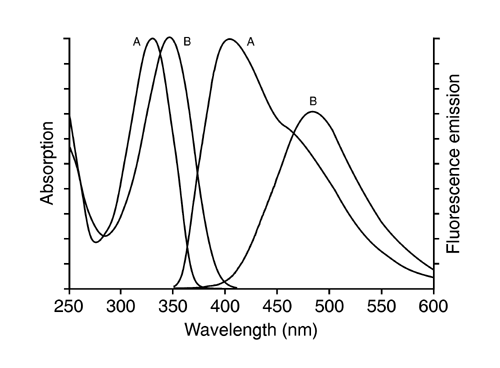 A B A
B
Absorption
Fluorescence emission
250 300 350 400 450 500 550 600
Wavelength (nm)